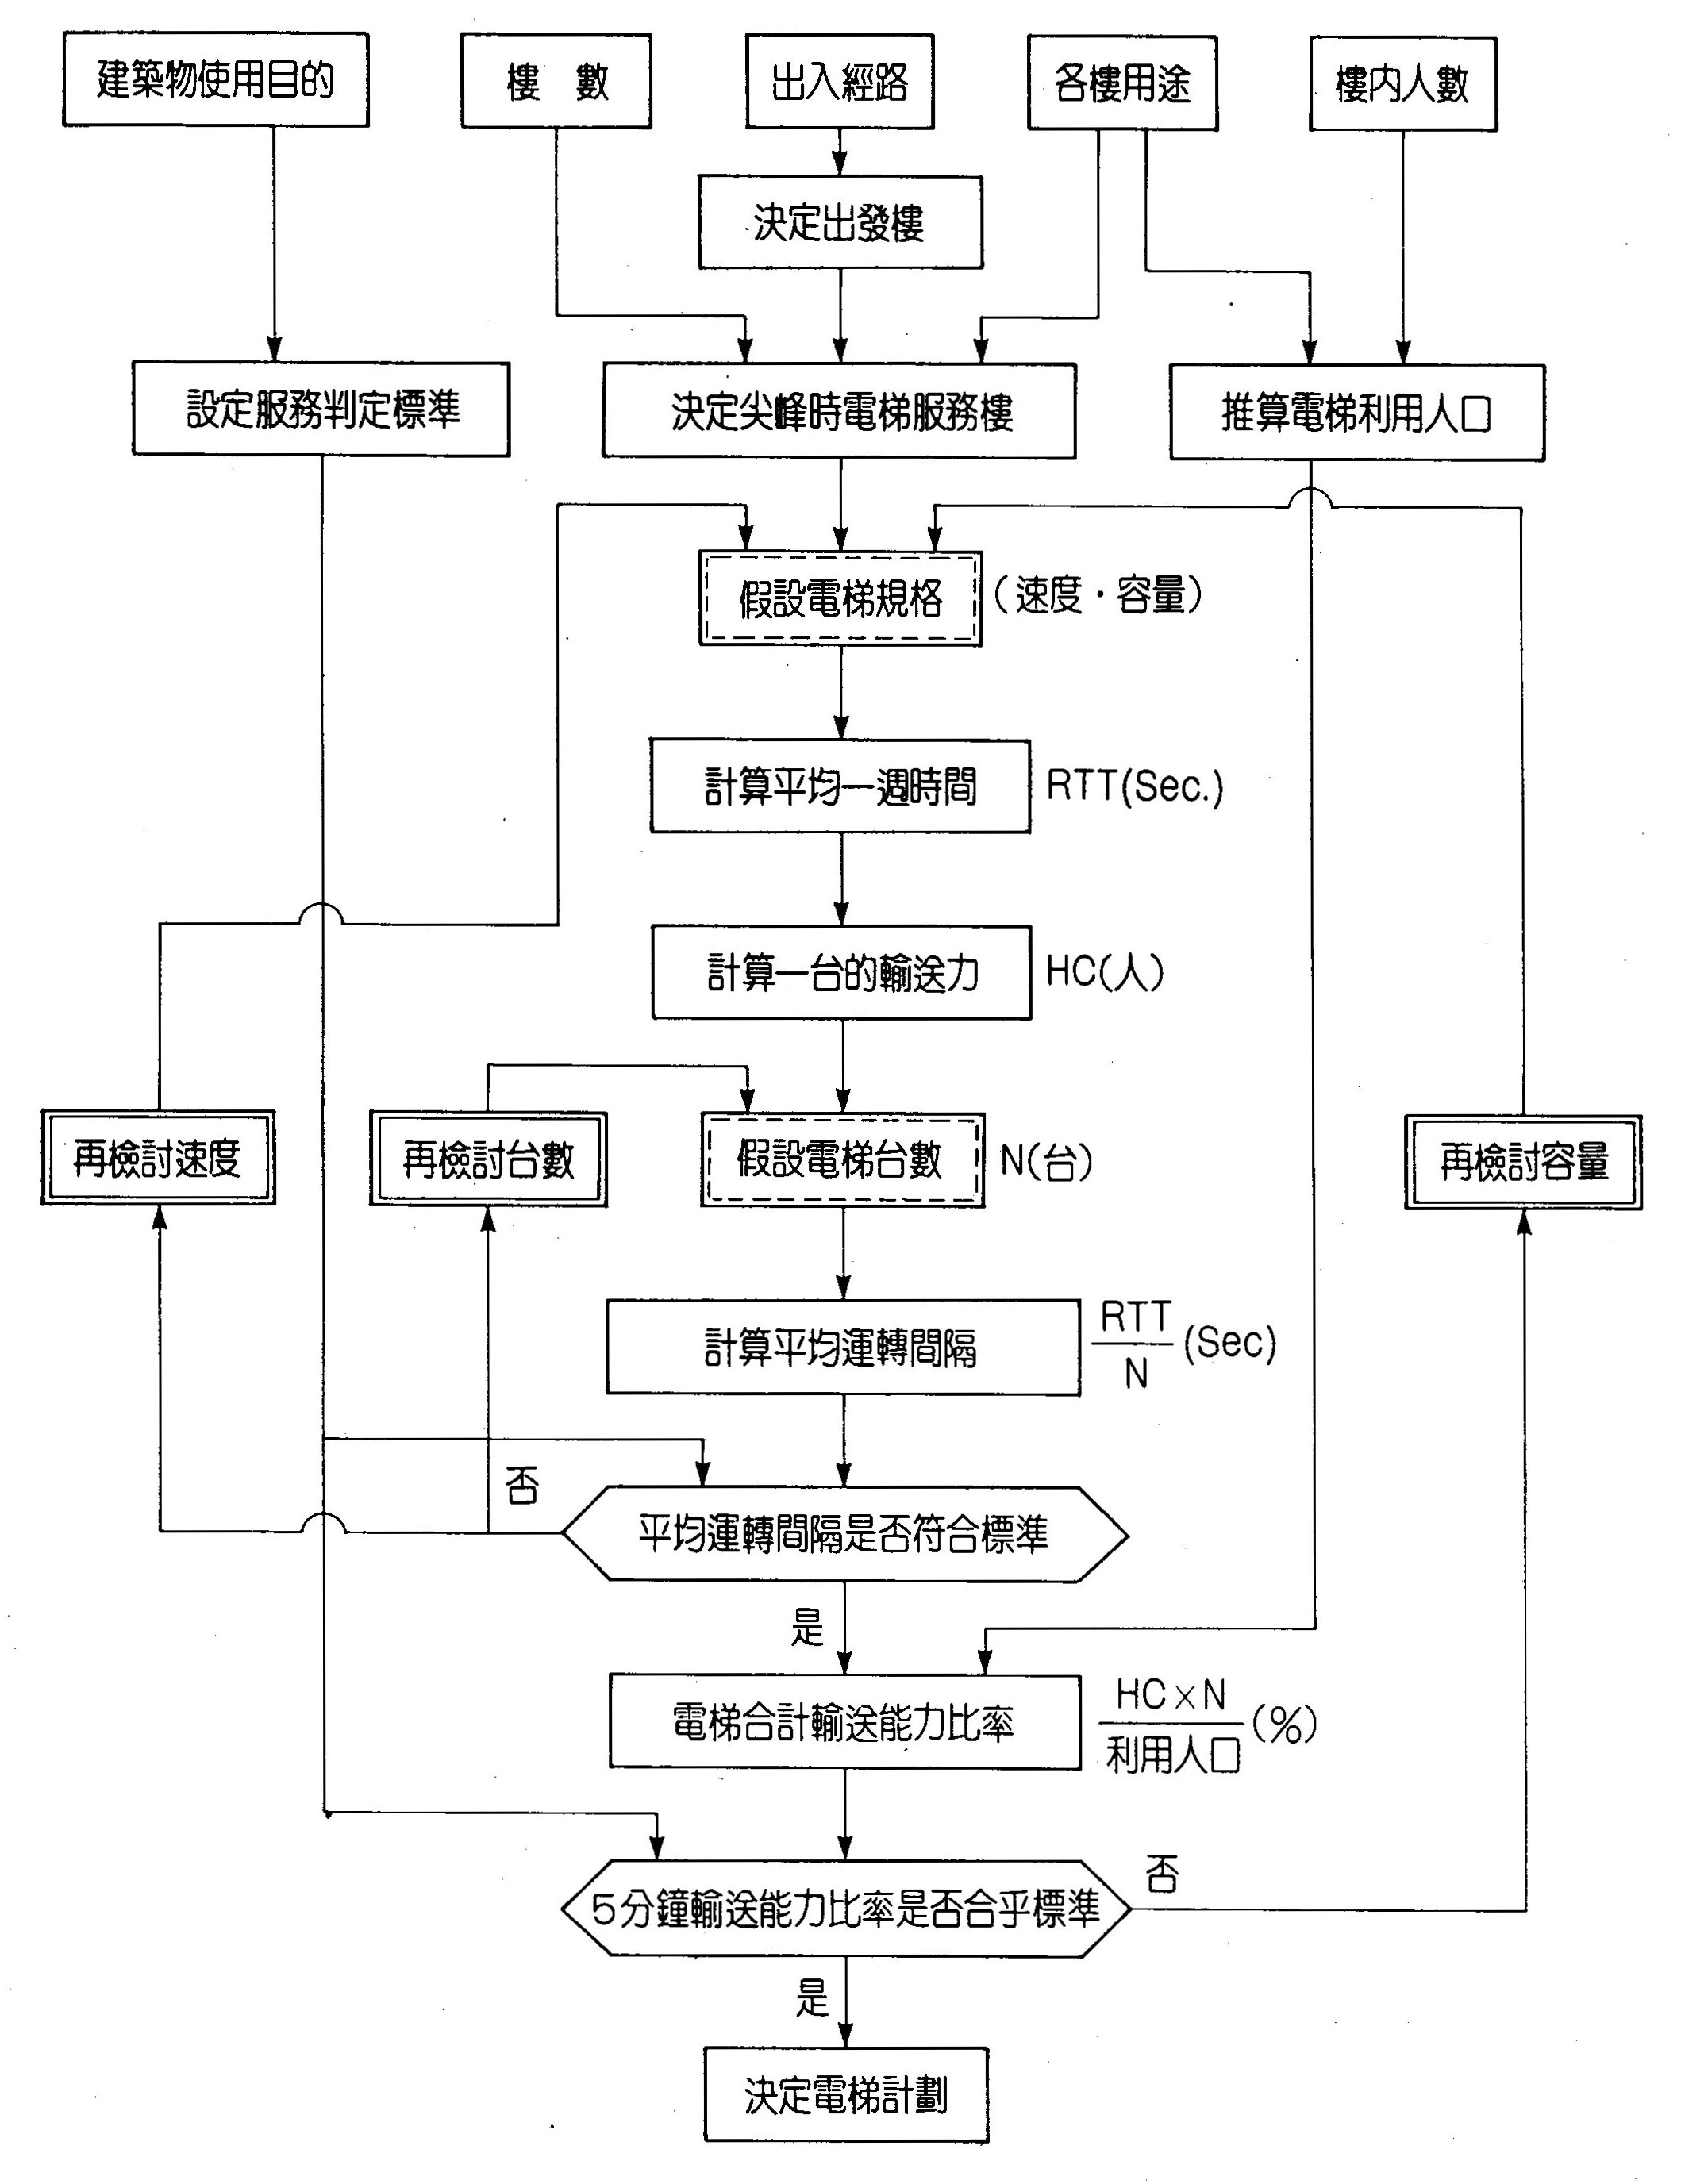 建築物使用目的
樓 數
出入經路
各樓用途
樓內人數
決定出發樓
設定服務判定標準
決定尖峰時電梯服務樓
推算電梯利用人口
假設電梯規格
(速度·容量)
計算平均一週時間
RTT(Sec.)
計算一台的輸送力
HC(人)
再檢討速度
再檢討台數
假設電梯台數
N(台)
再檢討容量
計算平均運轉間隔
RTT
N
(Sec)
否
平均運轉間隔是否符合標準
是
電梯合計輸送能力比率
HC×N
利用人口
(%)
否
5分鐘輸送能力比率是否合乎標準
是
決定電梯計劃